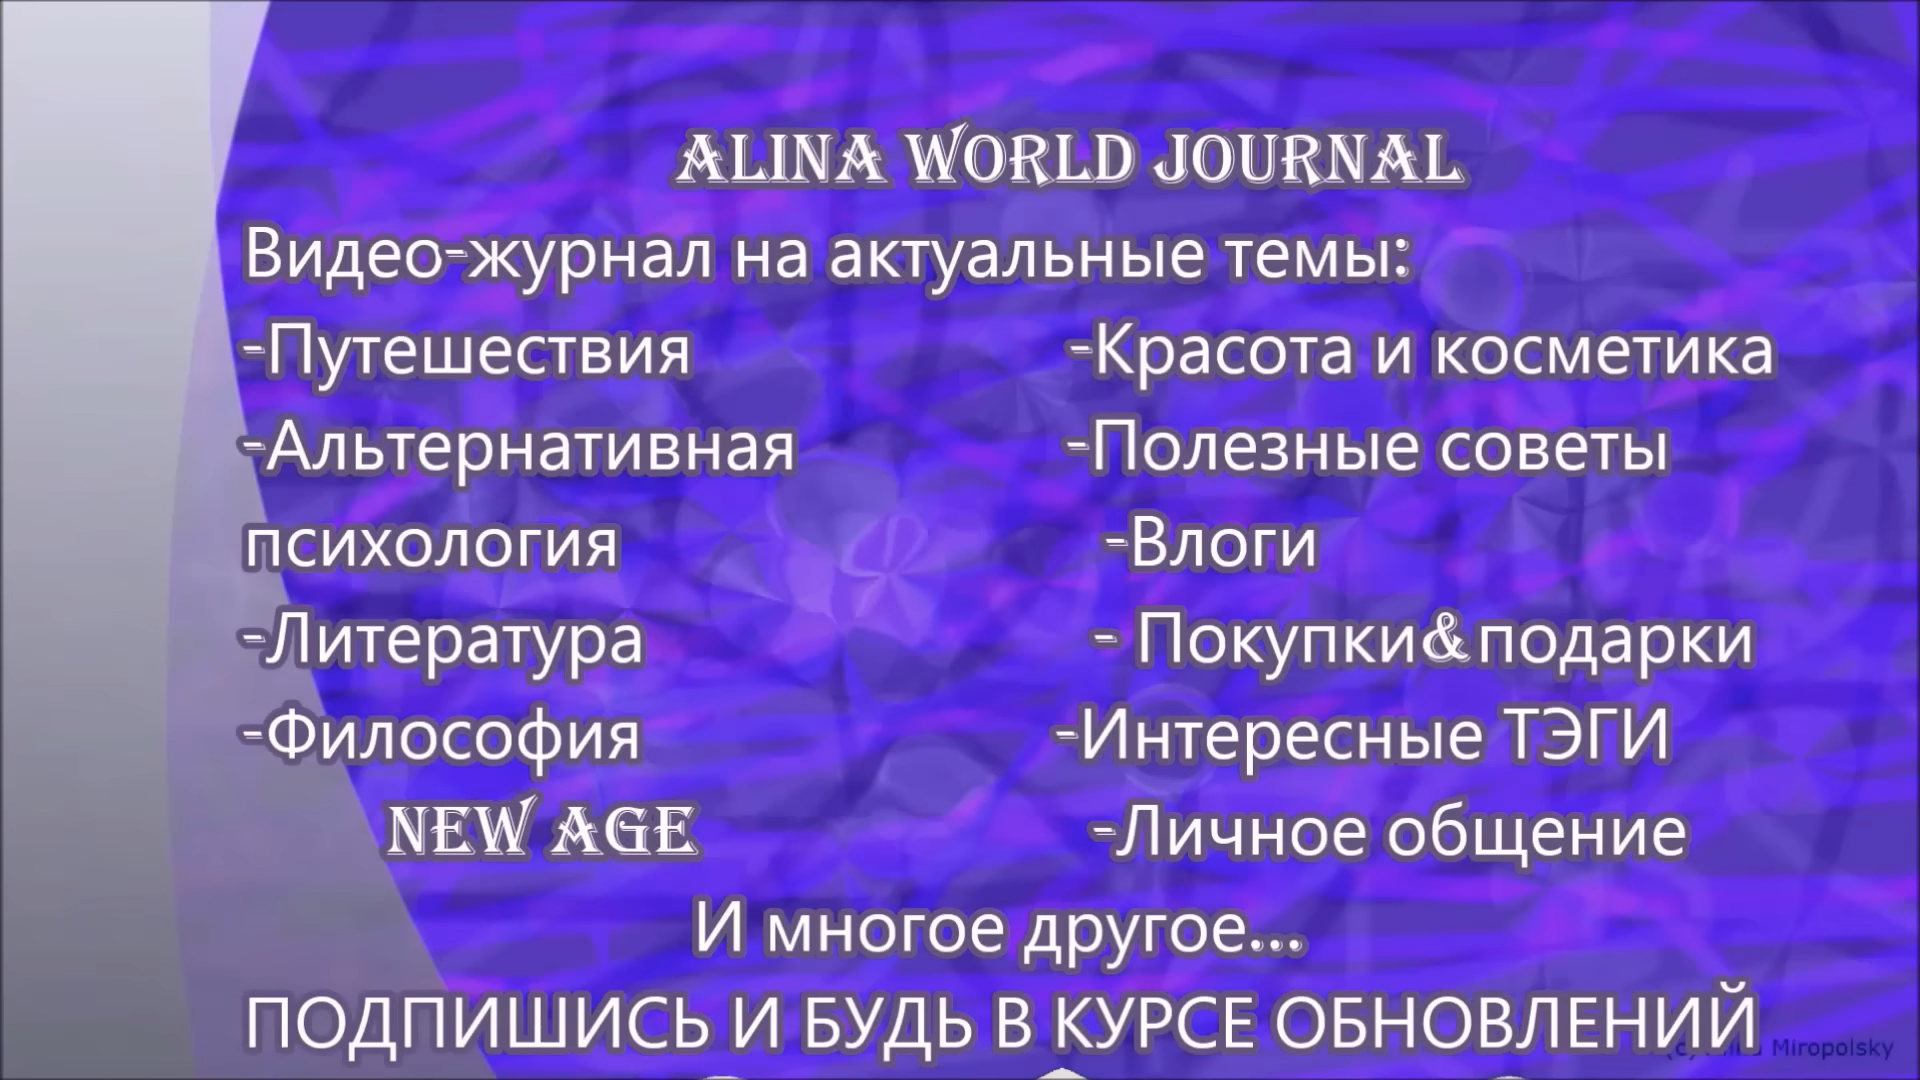 ALINA WORLD JOURNAL
Видео-журнал на актуальные темы:
-Путешествия -Красота и косметика
-Альтернативная -Полезные советы
психология -Влоги
-Литература - Покупки&подарки
-Философия -Интересные ТЭГИ
NEW AGE -Личное общение
И многое другое...
ПОДПИШИСЬ И БУДЬ В КУРСЕ ОБНОВЛЕНИЙ
Miropolsky